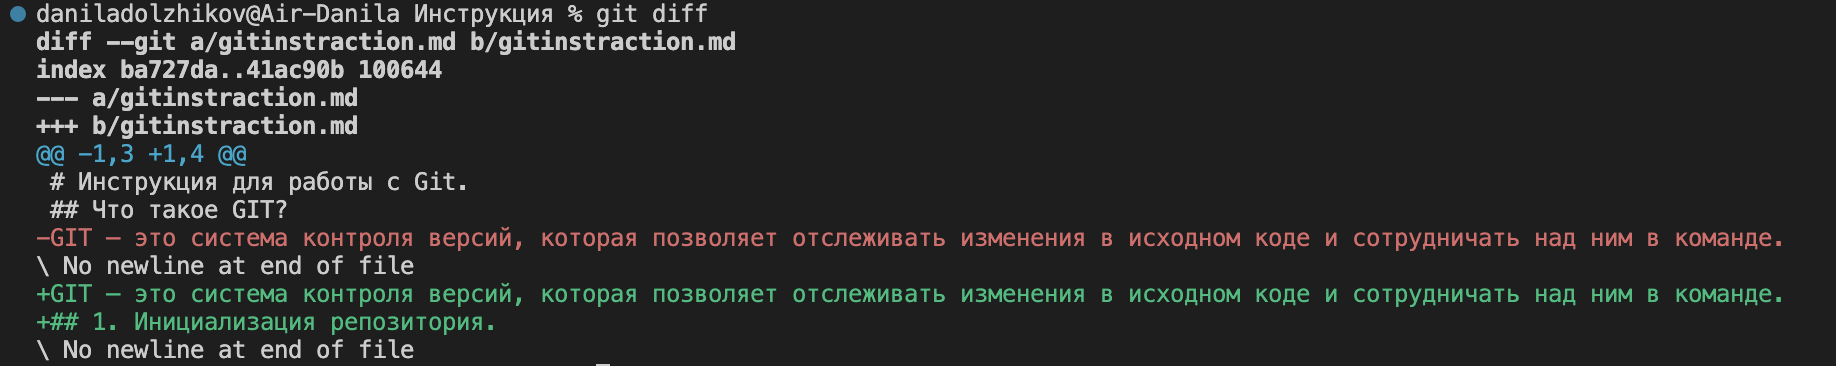 daniladolzhikov@Air-Danila Инструкция % git diff
diff --git a/gitinstraction.md b/gitinstraction.md
index ba727da..41ac90b 100644
--- a/gitinstraction.md
+++ b/gitinstraction.md
@@ -1,3 +1,4 @@
 # Инструкция для работы с Git.
 ## Что такое GIT?
-GIT – это система контроля версий, которая позволяет отслеживать изменения в исходном коде и сотрудничать над ним в команде.
\ No newline at end of file
+GIT – это система контроля версий, которая позволяет отслеживать изменения в исходном коде и сотрудничать над ним в команде.
+## 1. Инициализация репозитория.
\ No newline at end of file